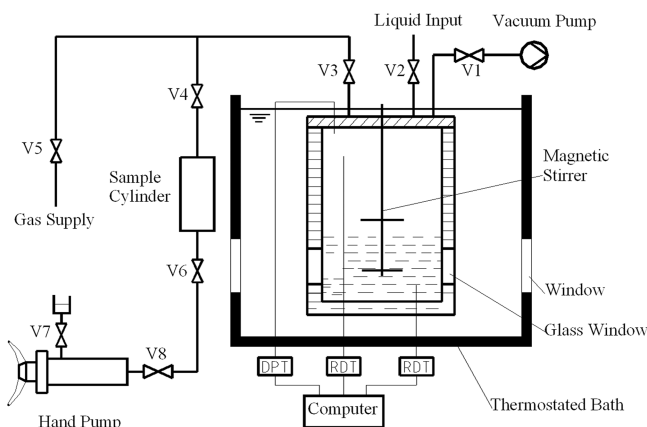 Liquid Input
Vacuum Pump
V3
V2
V1
V4
V5
Sample
Cylinder
Magnetic
Stirrer
Gas Supply
V6
Window
V7
Glass Window
V8
DPT
RDT
RDT
Computer
Thermostated Bath
Hand Pump